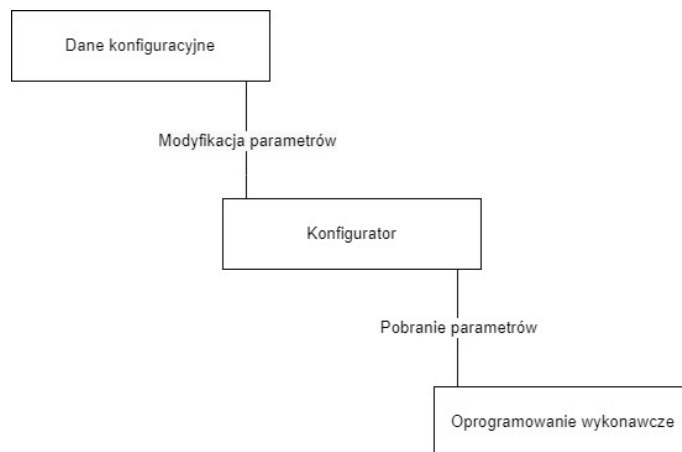 Dane konfiguracyjne
Modyfikacja parametrów
Konfigurator
Pobranie parametrów
Oprogramowanie wykonawcze